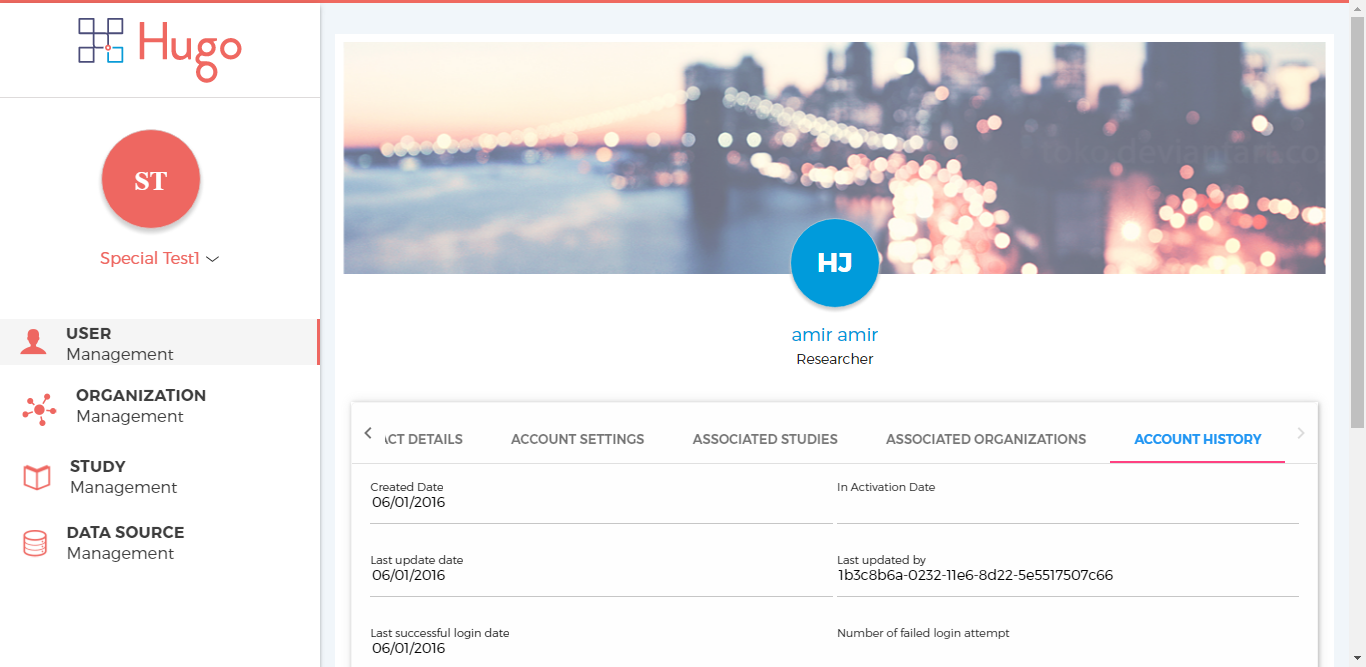 Hugo
ST
Special Test1
USER
Management
ORGANIZATION
Management
STUDY
Management
DATA SOURCE
Management
deviantart.co
HJ
amir amir
Researcher
ACT DETAILS
ACCOUNT SETTINGS
ASSOCIATED STUDIES
ASSOCIATED ORGANIZATIONS
ACCOUNT HISTORY
Created Date
06/01/2016
In Activation Date
Last update date
06/01/2016
Last updated by
1b3c8b6a-0232-11e6-8d22-5e5517507c66
Last successful login date
06/01/2016
Number of failed login attempt